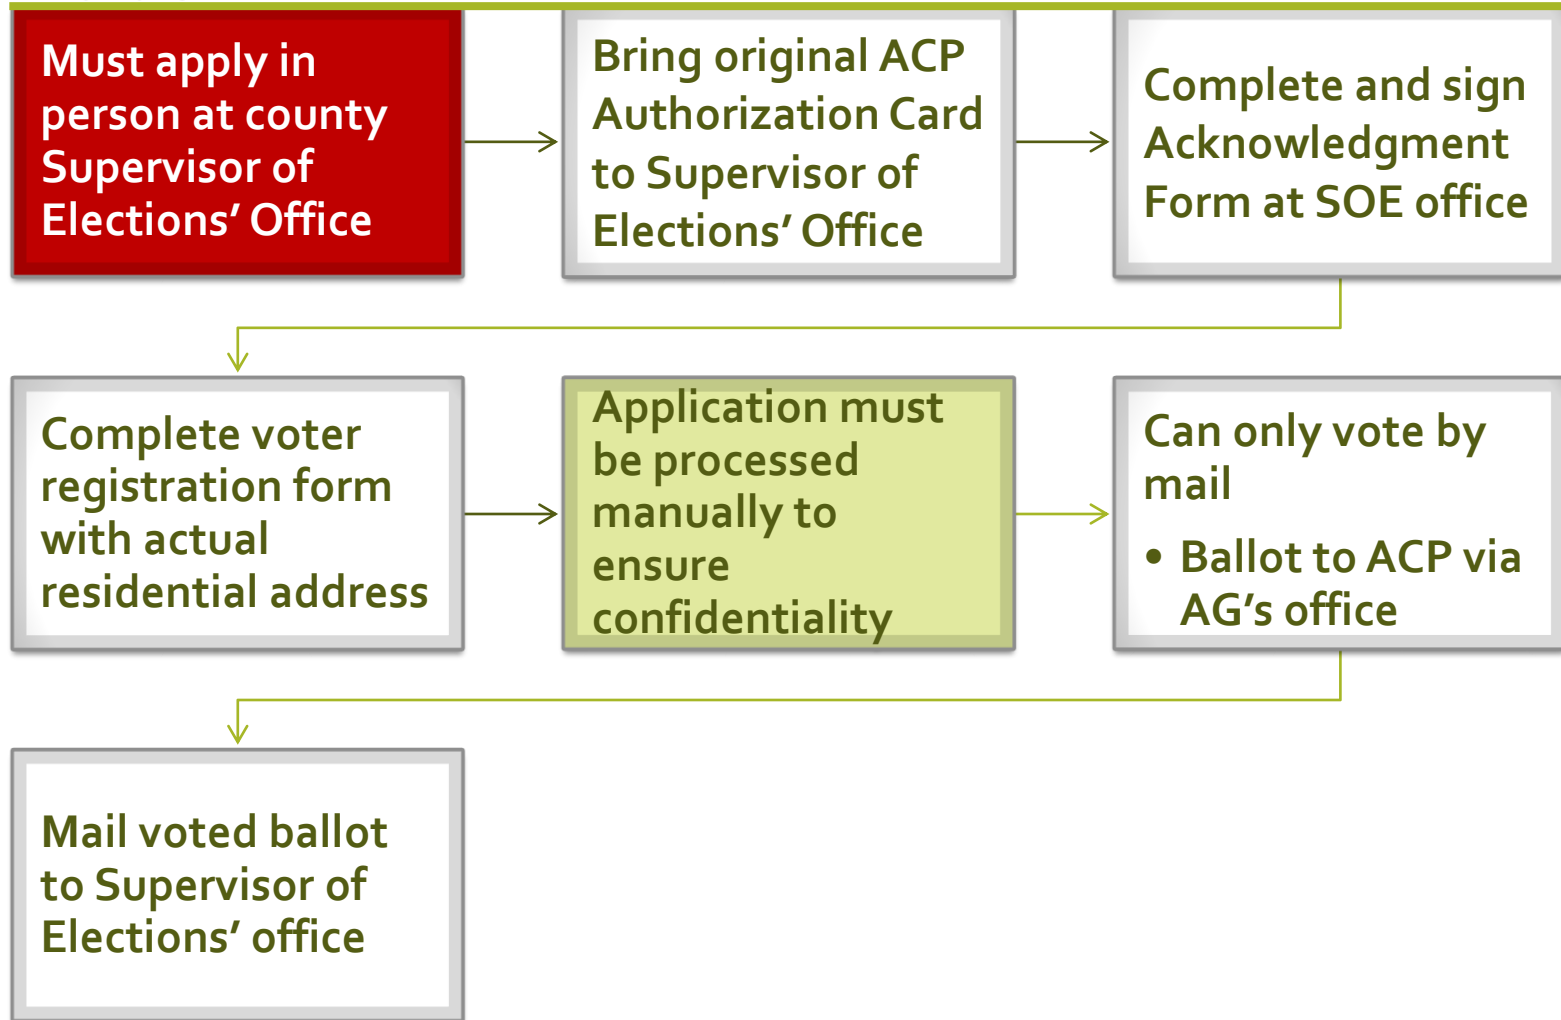 Must apply in
person at county
Supervisor of
Elections’ Office
Bring original ACP
Authorization Card
to Supervisor of
Elections’ Office
Complete and sign
Acknowledgment
Form at SOE office
Complete voter
registration form
with actual
residential address
Application must
be processed
manually to
ensure
confidentiality
Can only vote by
mail
• Ballot to ACP via
AG’s office
Mail voted ballot
to Supervisor of
Elections’ office